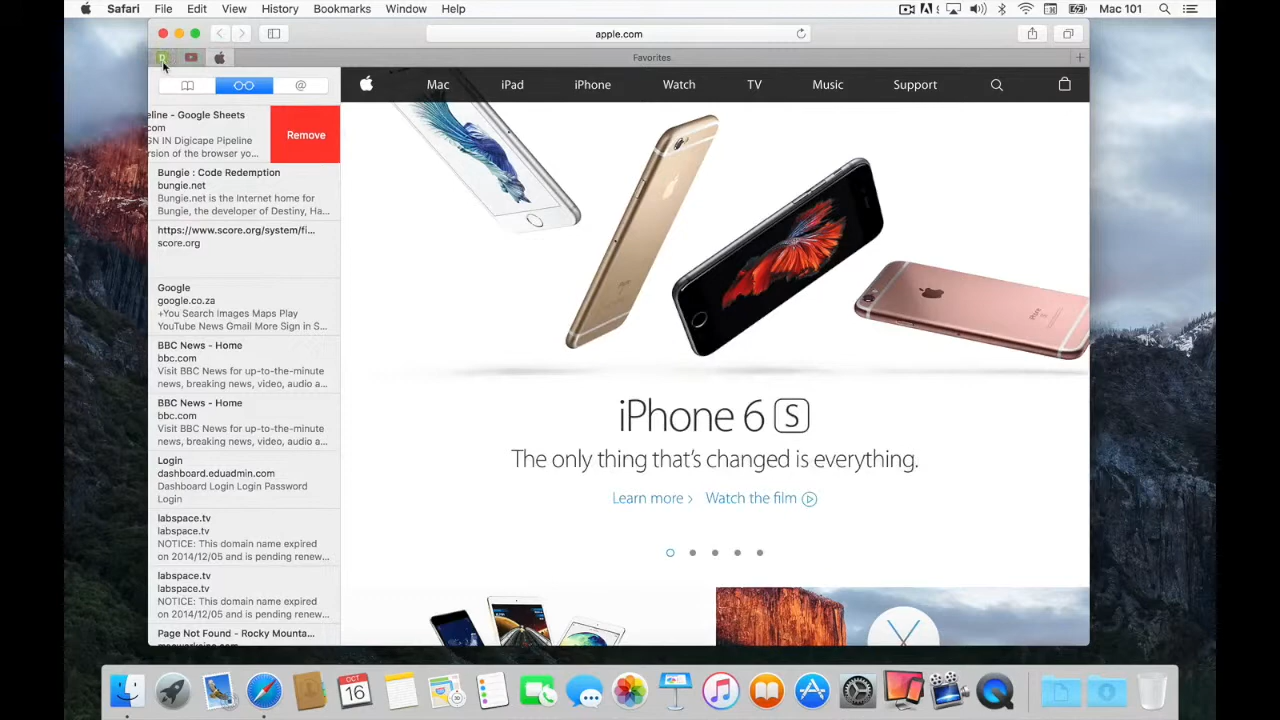 Safari File Edit View History Bookmarks Window Help Mac 101
apple.com
Favorites
Mac iPad iPhone Watch TV Music Support
eline - Google Sheets
com
GN IN Digicape Pipeline
ersion of the browser yo...
Remove
Bungie : Code Redemption
bungie.net
Bungie.net is the Internet home for
Bungie, the developer of Destiny, Ha...
https://www.score.org/system/fi...
score.org
Google
google.co.za
+You Search Images Maps Play
YouTube News Gmail More Sign in S...
BBC News - Home
bbc.com
Visit BBC News for up-to-the-minute
news, breaking news, video, audio a...
BBC News - Home
bbc.com
Visit BBC News for up-to-the-minute
news, breaking news, video, audio a...
Login
dashboard.eduadmin.com
Dashboard Login Login Password
Login
labspace.tv
labspace.tv
NOTICE: This domain name expired
on 2014/12/05 and is pending renew...
labspace.tv
labspace.tv
NOTICE: This domain name expired
on 2014/12/05 and is pending renew...
Page Not Found - Rocky Mounta...
iPhone 6 S
The only thing that's changed is everything.
Learn more > Watch the film
OCT
16